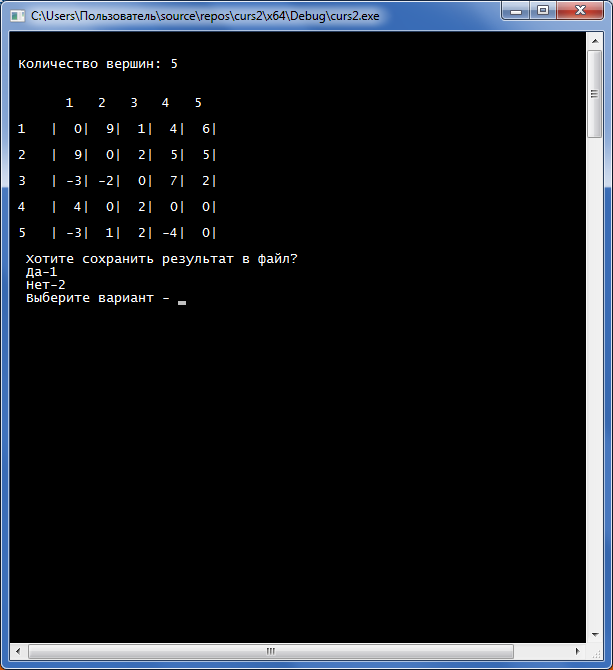 C:\Users\Пользователь\source\repos\curs2\x64\Debug\curs2.exe
Количество вершин: 5
1 2 3 4 5
1 | 0| 9| 1| 4| 6|
2 | 9| 0| 2| 5| 5|
3 | -3| -2| 0| 7| 2|
4 | 4| 0| 2| 0| 0|
5 | -3| 1| 2| -4| 0|
Хотите сохранить результат в файл?
Да-1
Нет-2
Выберите вариант -